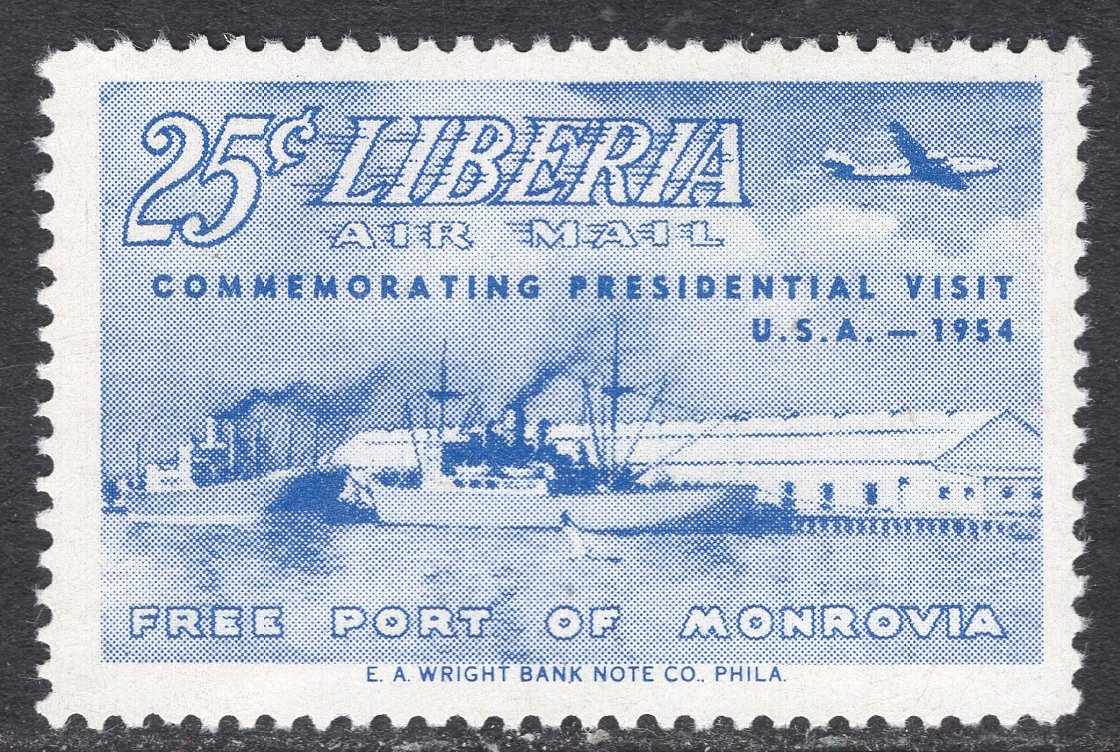 25¢ LIBERIA
AIR MAIL
COMMEMORATING PRESIDENTIAL VISIT
U.S.A. — 1954
FREE PORT OF MONROVIA
E. A. WRIGHT BANK NOTE CO., PHILA.